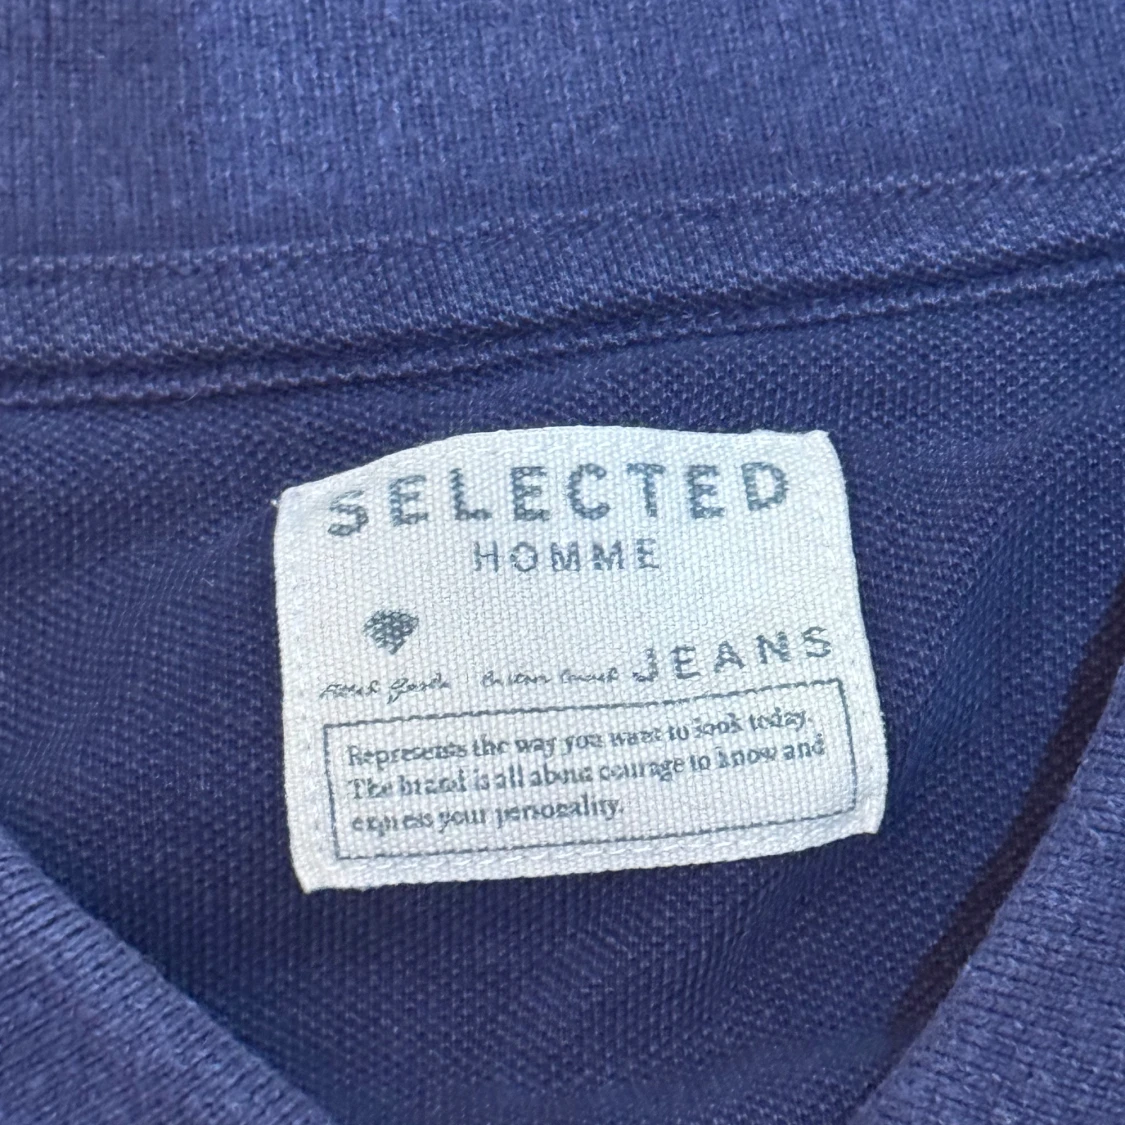 SELECTED
HOMME
JEANS
Represents the way you want to look today.
The brand is all about courage to know and
express your personality.